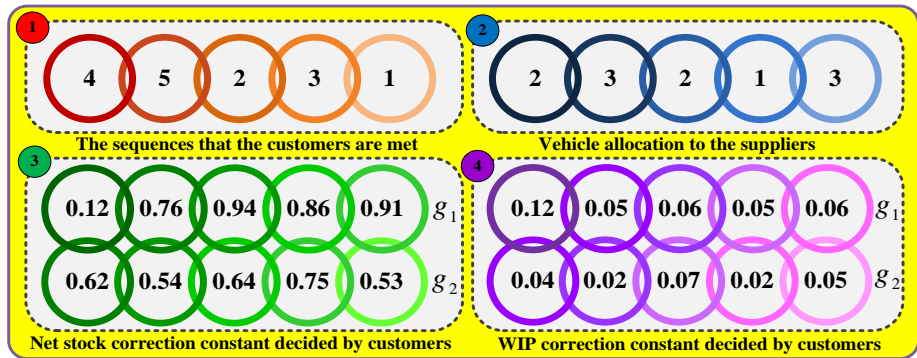 1
4 5 2 3 1
The sequences that the customers are met
2
2 3 2 1 3
Vehicle allocation to the suppliers
3
0.12 0.76 0.94 0.86 0.91 g1
0.62 0.54 0.64 0.75 0.53 g2
Net stock correction constant decided by customers
4
0.12 0.05 0.06 0.05 0.06 g1
0.04 0.02 0.07 0.02 0.05 g2
WIP correction constant decided by customers